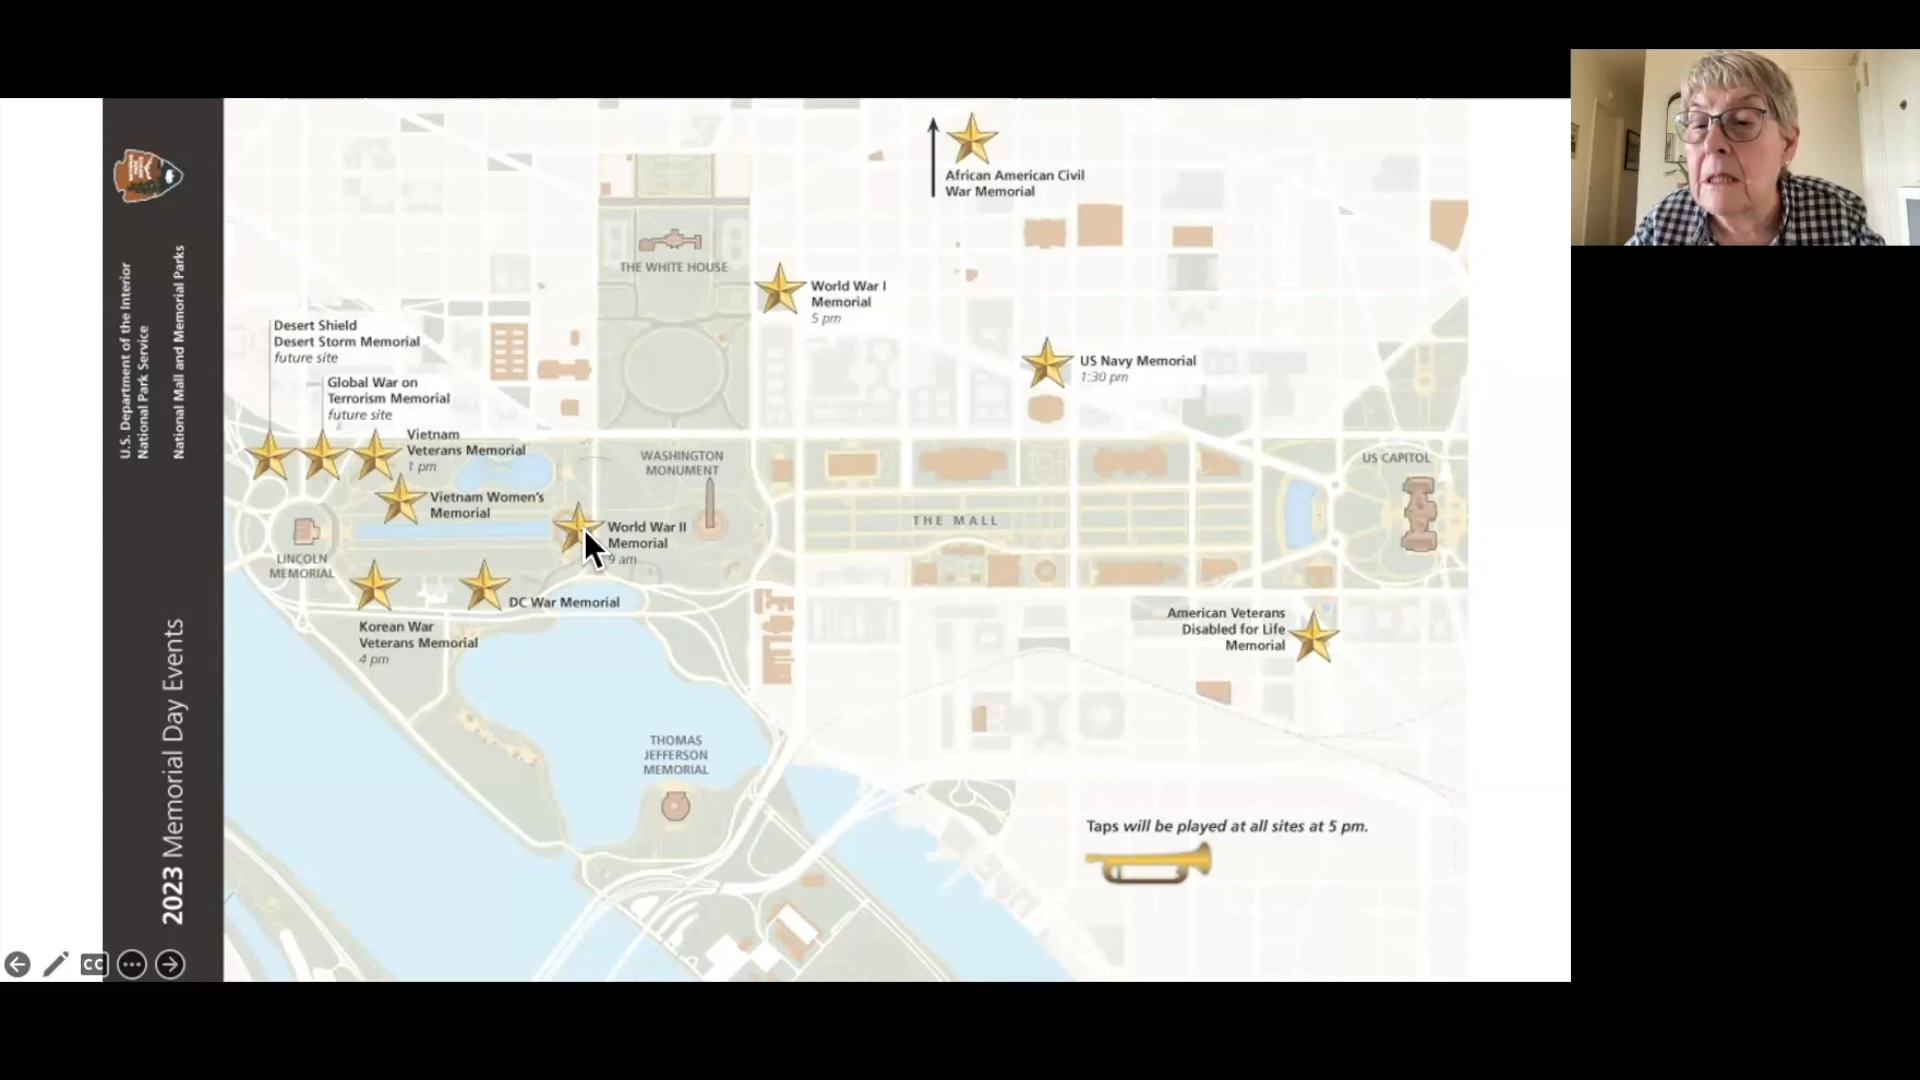 U.S. Department of the Interior
National Park Service
National Mall and Memorial Parks
2023 Memorial Day Events
African American Civil
War Memorial
THE WHITE HOUSE
World War I
Memorial
5 pm
Desert Shield
Desert Storm Memorial
future site
Global War on
Terrorism Memorial
future site
US Navy Memorial
1:30 pm
Vietnam
Veterans Memorial
1 pm
WASHINGTON
MONUMENT
US CAPITOL
Vietnam Women's
Memorial
World War II
Memorial
9 am
THE MALL
LINCOLN
MEMORIAL
DC War Memorial
Korean War
Veterans Memorial
4 pm
American Veterans
Disabled for Life
Memorial
THOMAS
JEFFERSON
MEMORIAL
Taps will be played at all sites at 5 pm.
CC